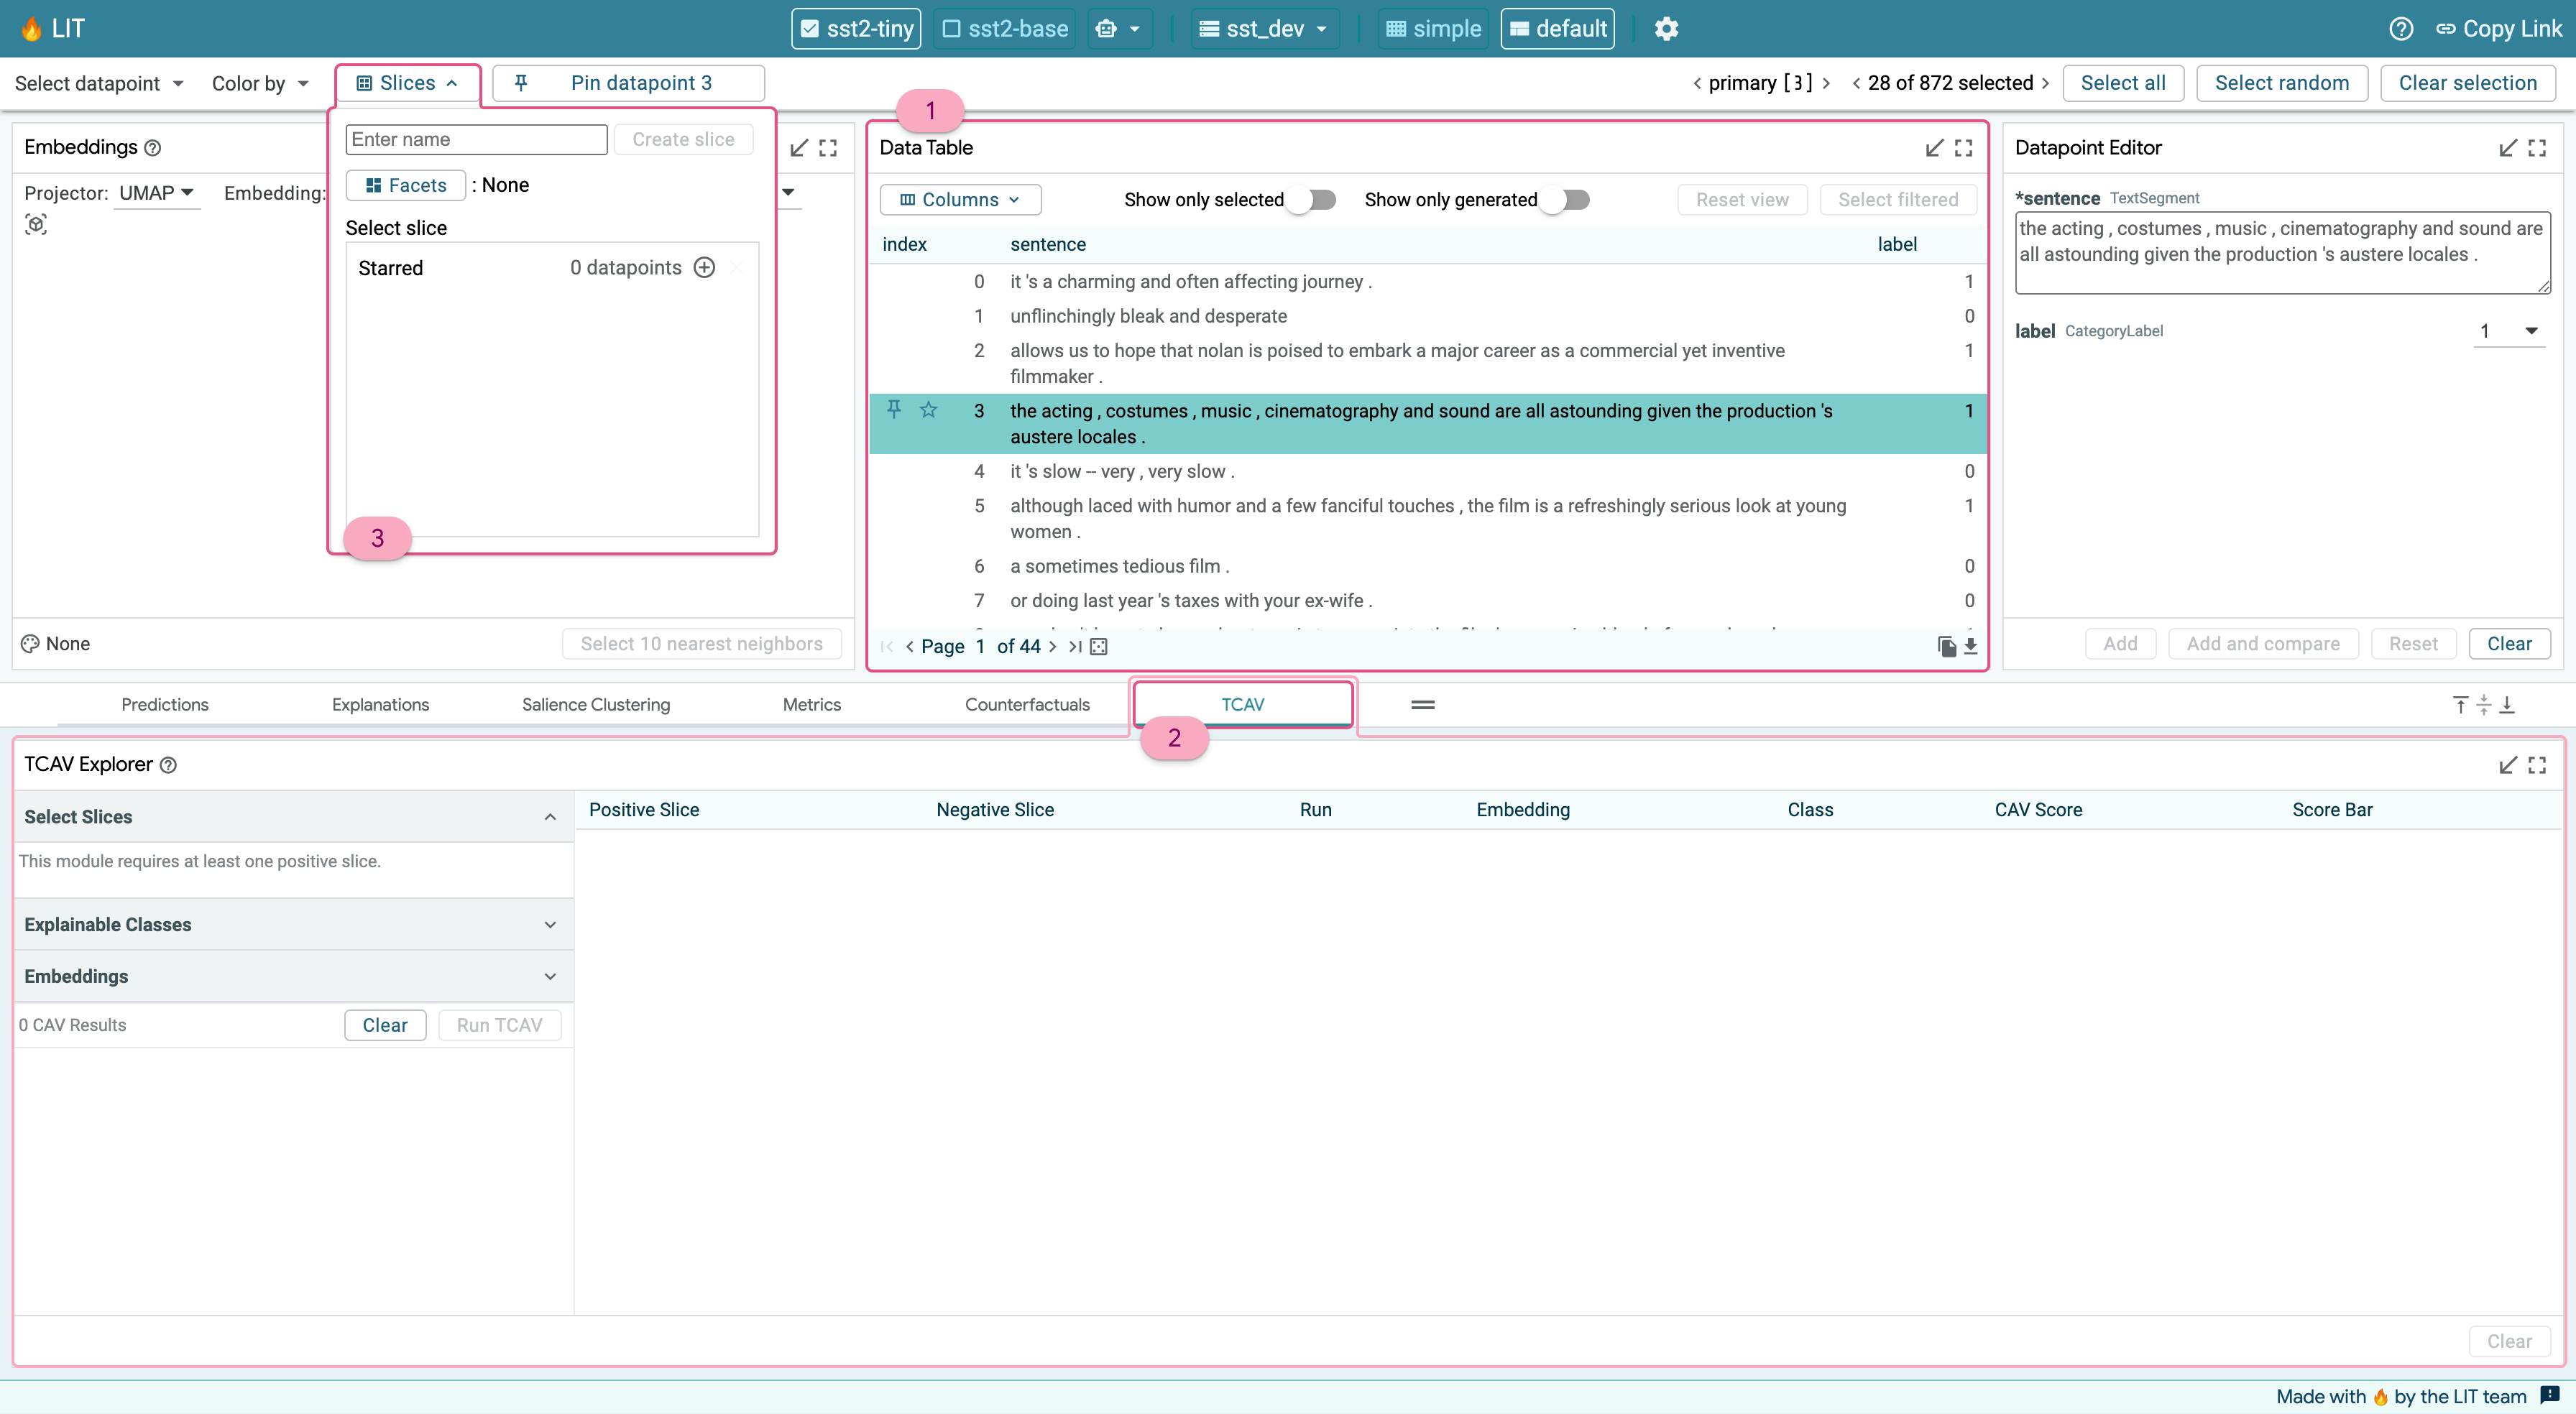 LIT
sst2-tiny sst2-base sst_dev simple default Copy Link
Select datapoint Color by Slices Pin datapoint 3 primary [3] 28 of 872 selected Select all Select random Clear selection
1
Embeddings
Projector: UMAP Embedding:
Enter name Create slice
Facets : None
Select slice
Starred 0 datapoints
3
None Select 10 nearest neighbors
Data Table
Columns Show only selected Show only generated Reset view Select filtered
index sentence label
0 it 's a charming and often affecting journey . 1
1 unflinchingly bleak and desperate 0
2 allows us to hope that nolan is poised to embark a major career as a commercial yet inventive 1
filmmaker .
3 the acting , costumes , music , cinematography and sound are all astounding given the production 's 1
austere locales .
4 it 's slow -- very , very slow . 0
5 although laced with humor and a few fanciful touches , the film is a refreshingly serious look at young 1
women .
6 a sometimes tedious film . 0
7 or doing last year 's taxes with your ex-wife . 0
Page 1 of 44
Datapoint Editor
*sentence TextSegment
the acting , costumes , music , cinematography and sound are
all astounding given the production 's austere locales .
label CategoryLabel 1
Add Add and compare Reset Clear
Predictions Explanations Salience Clustering Metrics Counterfactuals TCAV
2
TCAV Explorer
Select Slices
This module requires at least one positive slice.
Explainable Classes
Embeddings
0 CAV Results Clear Run TCAV
Positive Slice Negative Slice Run Embedding Class CAV Score Score Bar
Clear
Made with 🔥 by the LIT team